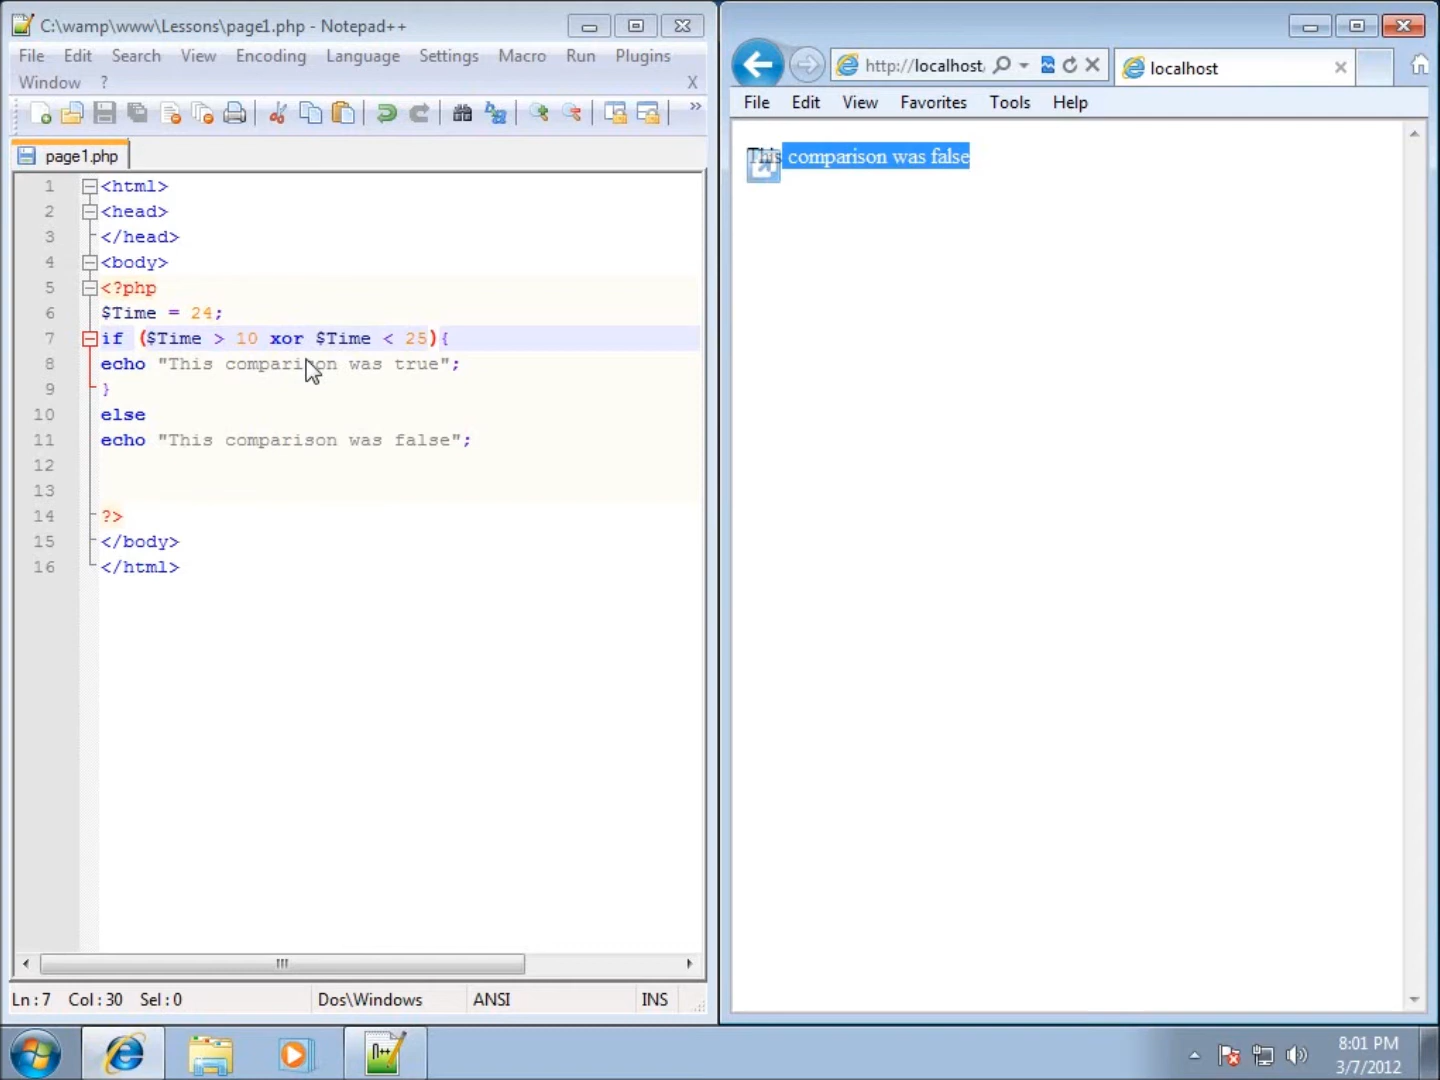 C:\wamp\www\Lessons\page1.php - Notepad++
File Edit Search View Encoding Language Settings Macro Run Plugins
Window ? X
page1.php
1 <html>
2 <head>
3 </head>
4 <body>
5 <?php
6 $Time = 24;
7 if ($Time > 10 xor $Time < 25){
8 echo "This comparison was true";
9 }
10 else
11 echo "This comparison was false";
12
13
14 ?>
15 </body>
16 </html>
Ln : 7 Col : 30 Sel : 0 Dos\Windows ANSI INS
http://localhost
localhost
File Edit View Favorites Tools Help
This comparison was false
8:01 PM
3/7/2012